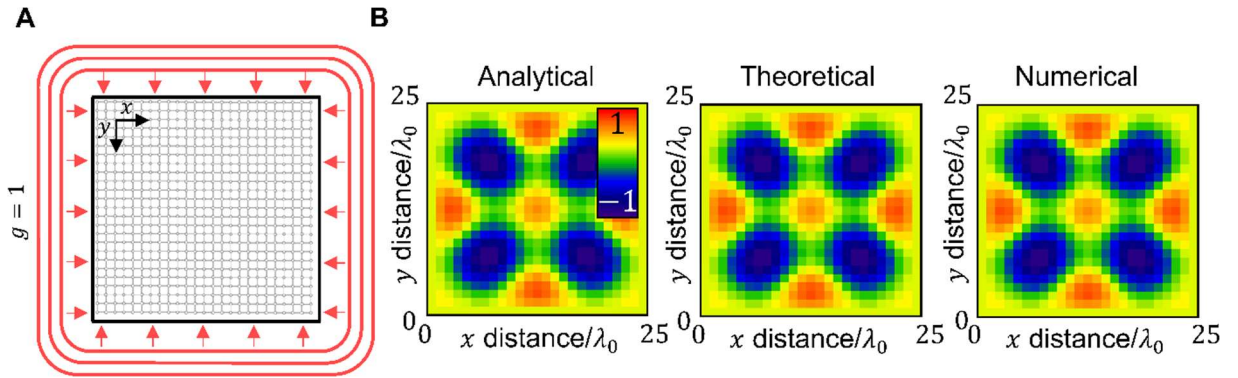 A
g = 1
x
y
B
Analytical
25
y distance/λ₀
0
1
−1
0
x distance/λ₀
25
Theoretical
25
y distance/λ₀
0
0
x distance/λ₀
25
Numerical
25
y distance/λ₀
0
0
x distance/λ₀
25